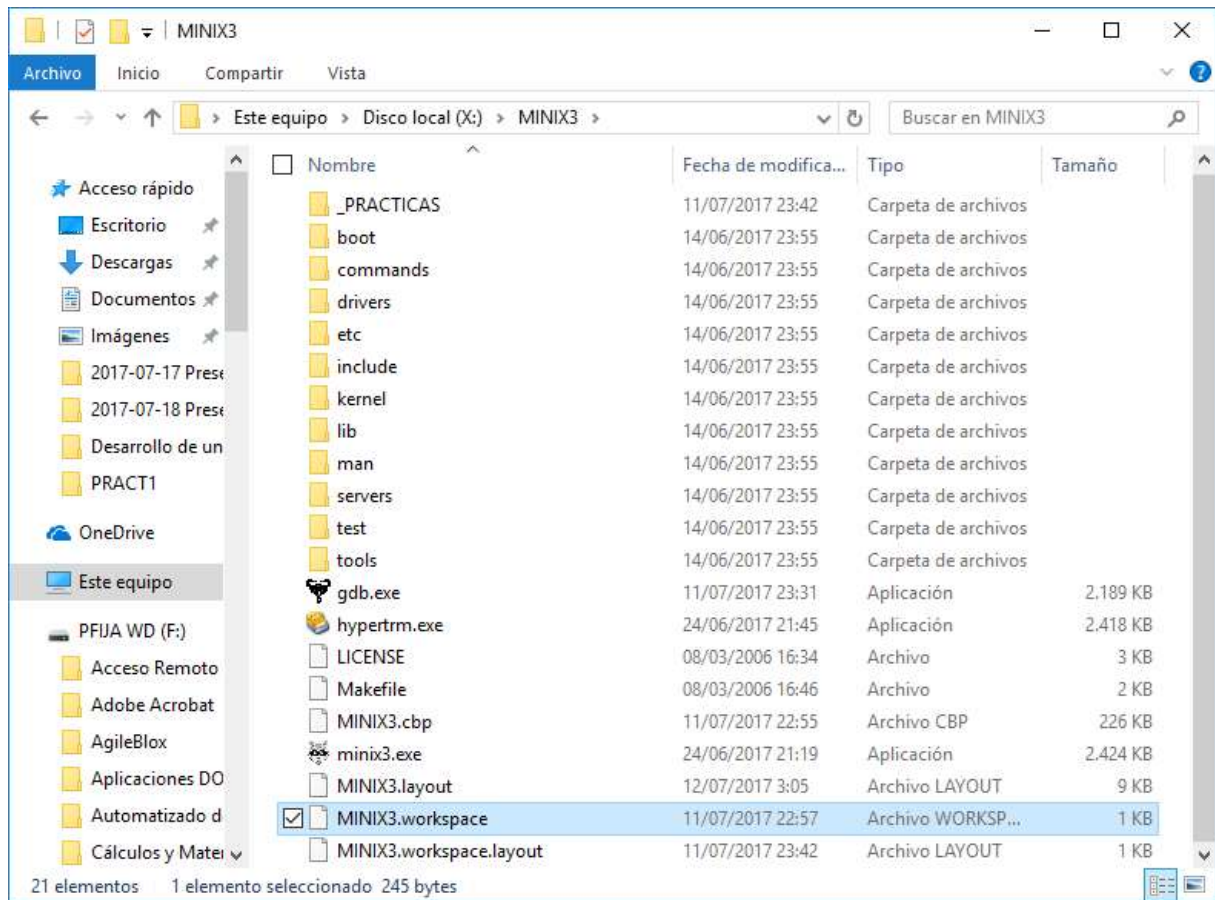 MINIX3
Archivo Inicio Compartir Vista
Este equipo > Disco local (X:) > MINIX3 >
Buscar en MINIX3
Nombre Fecha de modifica... Tipo Tamaño
Acceso rápido
Escritorio
Descargas
Documentos
Imágenes
2017-07-17 Prese
2017-07-18 Prese
Desarrollo de un
PRACT1
OneDrive
Este equipo
PFIJA WD (F:)
Acceso Remoto
Adobe Acrobat
AgileBlox
Aplicaciones DO
Automatizado d
Cálculos y Mater
_PRACTICAS 11/07/2017 23:42 Carpeta de archivos
boot 14/06/2017 23:55 Carpeta de archivos
commands 14/06/2017 23:55 Carpeta de archivos
drivers 14/06/2017 23:55 Carpeta de archivos
etc 14/06/2017 23:55 Carpeta de archivos
include 14/06/2017 23:55 Carpeta de archivos
kernel 14/06/2017 23:55 Carpeta de archivos
lib 14/06/2017 23:55 Carpeta de archivos
man 14/06/2017 23:55 Carpeta de archivos
servers 14/06/2017 23:55 Carpeta de archivos
test 14/06/2017 23:55 Carpeta de archivos
tools 14/06/2017 23:55 Carpeta de archivos
gdb.exe 11/07/2017 23:31 Aplicación 2.189 KB
hypertrm.exe 24/06/2017 21:45 Aplicación 2.418 KB
LICENSE 08/03/2006 16:34 Archivo 3 KB
Makefile 08/03/2006 16:46 Archivo 2 KB
MINIX3.cbp 11/07/2017 22:55 Archivo CBP 226 KB
minix3.exe 24/06/2017 21:19 Aplicación 2.424 KB
MINIX3.layout 12/07/2017 3:05 Archivo LAYOUT 9 KB
MINIX3.workspace 11/07/2017 22:57 Archivo WORKSP... 1 KB
MINIX3.workspace.layout 11/07/2017 23:42 Archivo LAYOUT 1 KB
21 elementos 1 elemento seleccionado 245 bytes